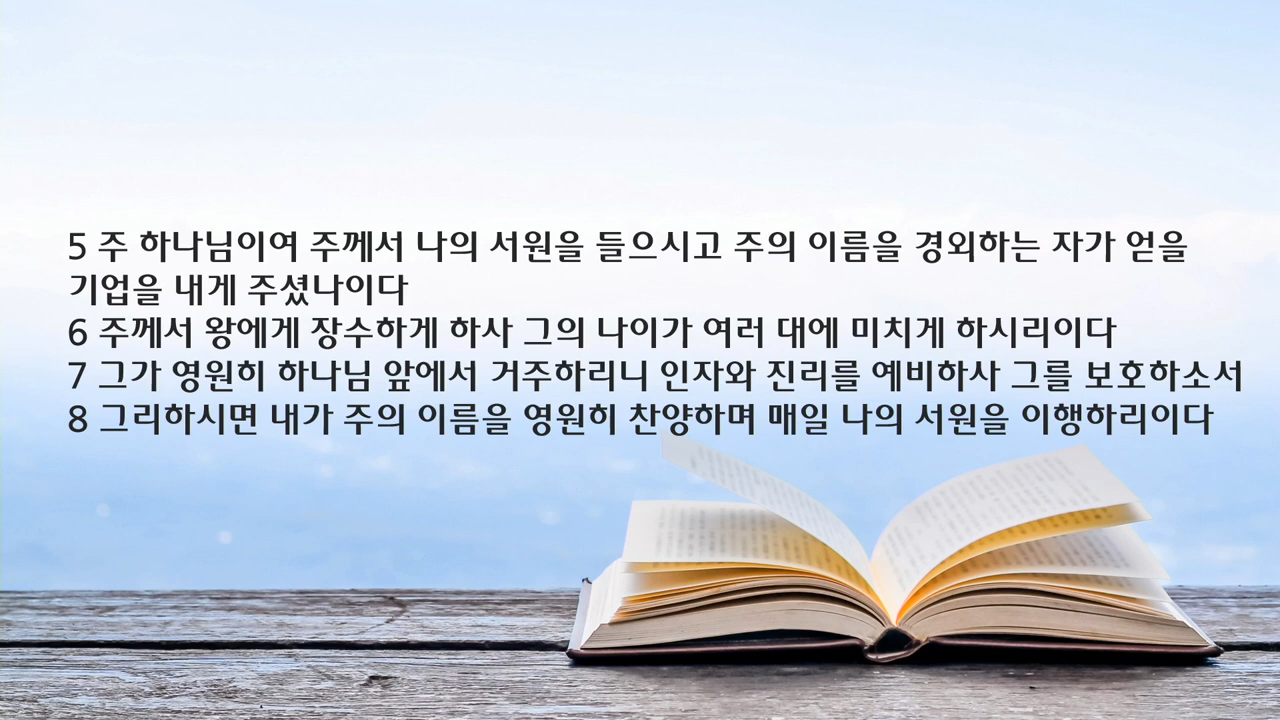 5 주 하나님이여 주께서 나의 서원을 들으시고 주의 이름을 경외하는 자가 얻을
기업을 내게 주셨나이다
6 주께서 왕에게 장수하게 하사 그의 나이가 여러 대에 미치게 하시리이다
7 그가 영원히 하나님 앞에서 거주하리니 인자와 진리를 예비하사 그를 보호하소서
8 그리하시면 내가 주의 이름을 영원히 찬양하며 매일 나의 서원을 이행하리이다